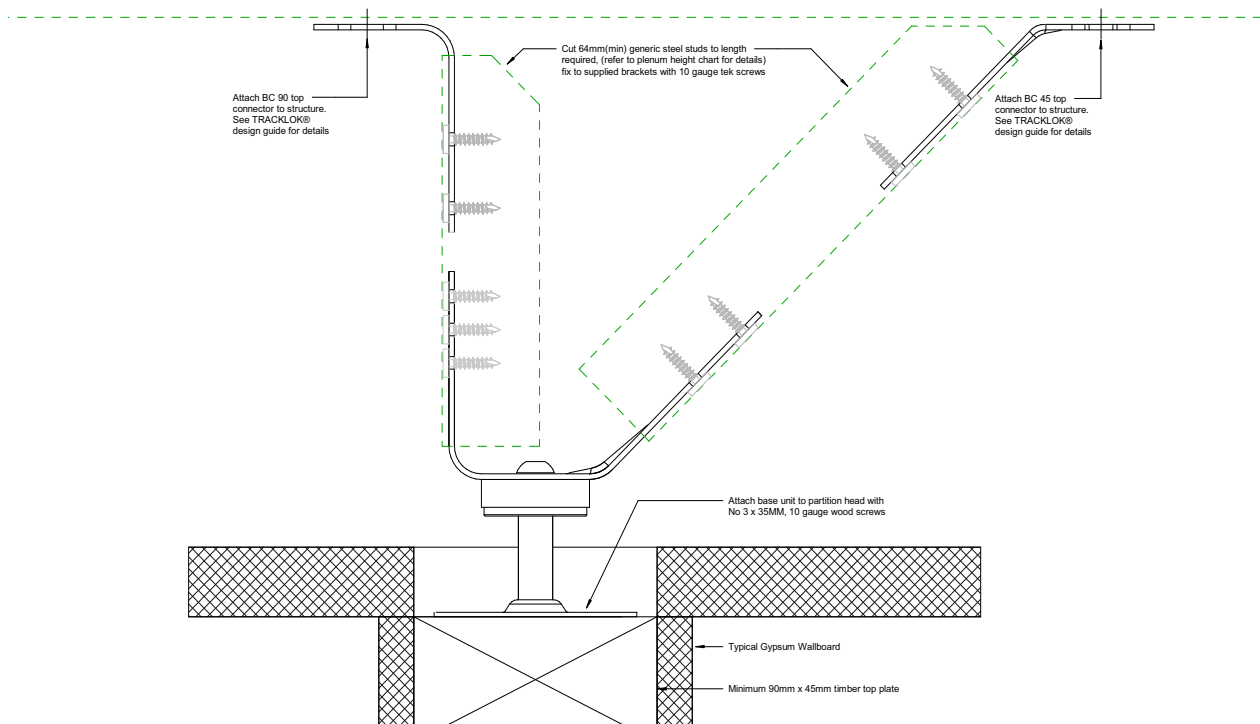 Cut 64mm(min) generic steel studs to length
required, (refer to plenum height chart for details)
fix to supplied brackets with 10 gauge tek screws
Attach BC 90 top
connector to structure.
See TRACKLOK®
design guide for details
Attach BC 45 top
connector to structure.
See TRACKLOK®
design guide for details
Attach base unit to partition head with
No 3 x 35MM, 10 gauge wood screws
Typical Gypsum Wallboard
Minimum 90mm x 45mm timber top plate